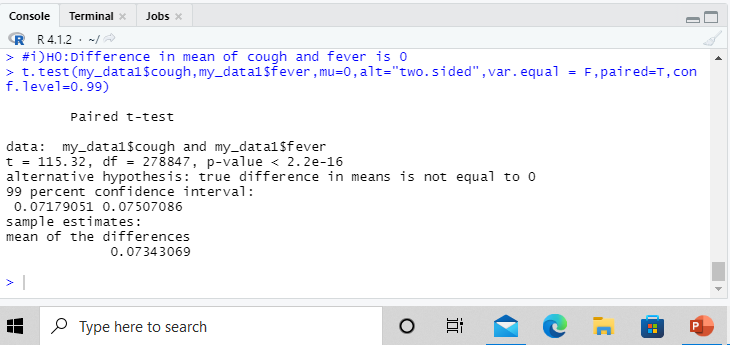 Console Terminal × Jobs ×
R 4.1.2 · ~/
> #i)H0:Difference in mean of cough and fever is 0
> t.test(my_data1$cough,my_data1$fever,mu=0,alt="two.sided",var.equal = F,paired=T,con
f.level=0.99)
Paired t-test
data: my_data1$cough and my_data1$fever
t = 115.32, df = 278847, p-value < 2.2e-16
alternative hypothesis: true difference in means is not equal to 0
99 percent confidence interval:
0.07179051 0.07507086
sample estimates:
mean of the differences
0.07343069
>
Type here to search